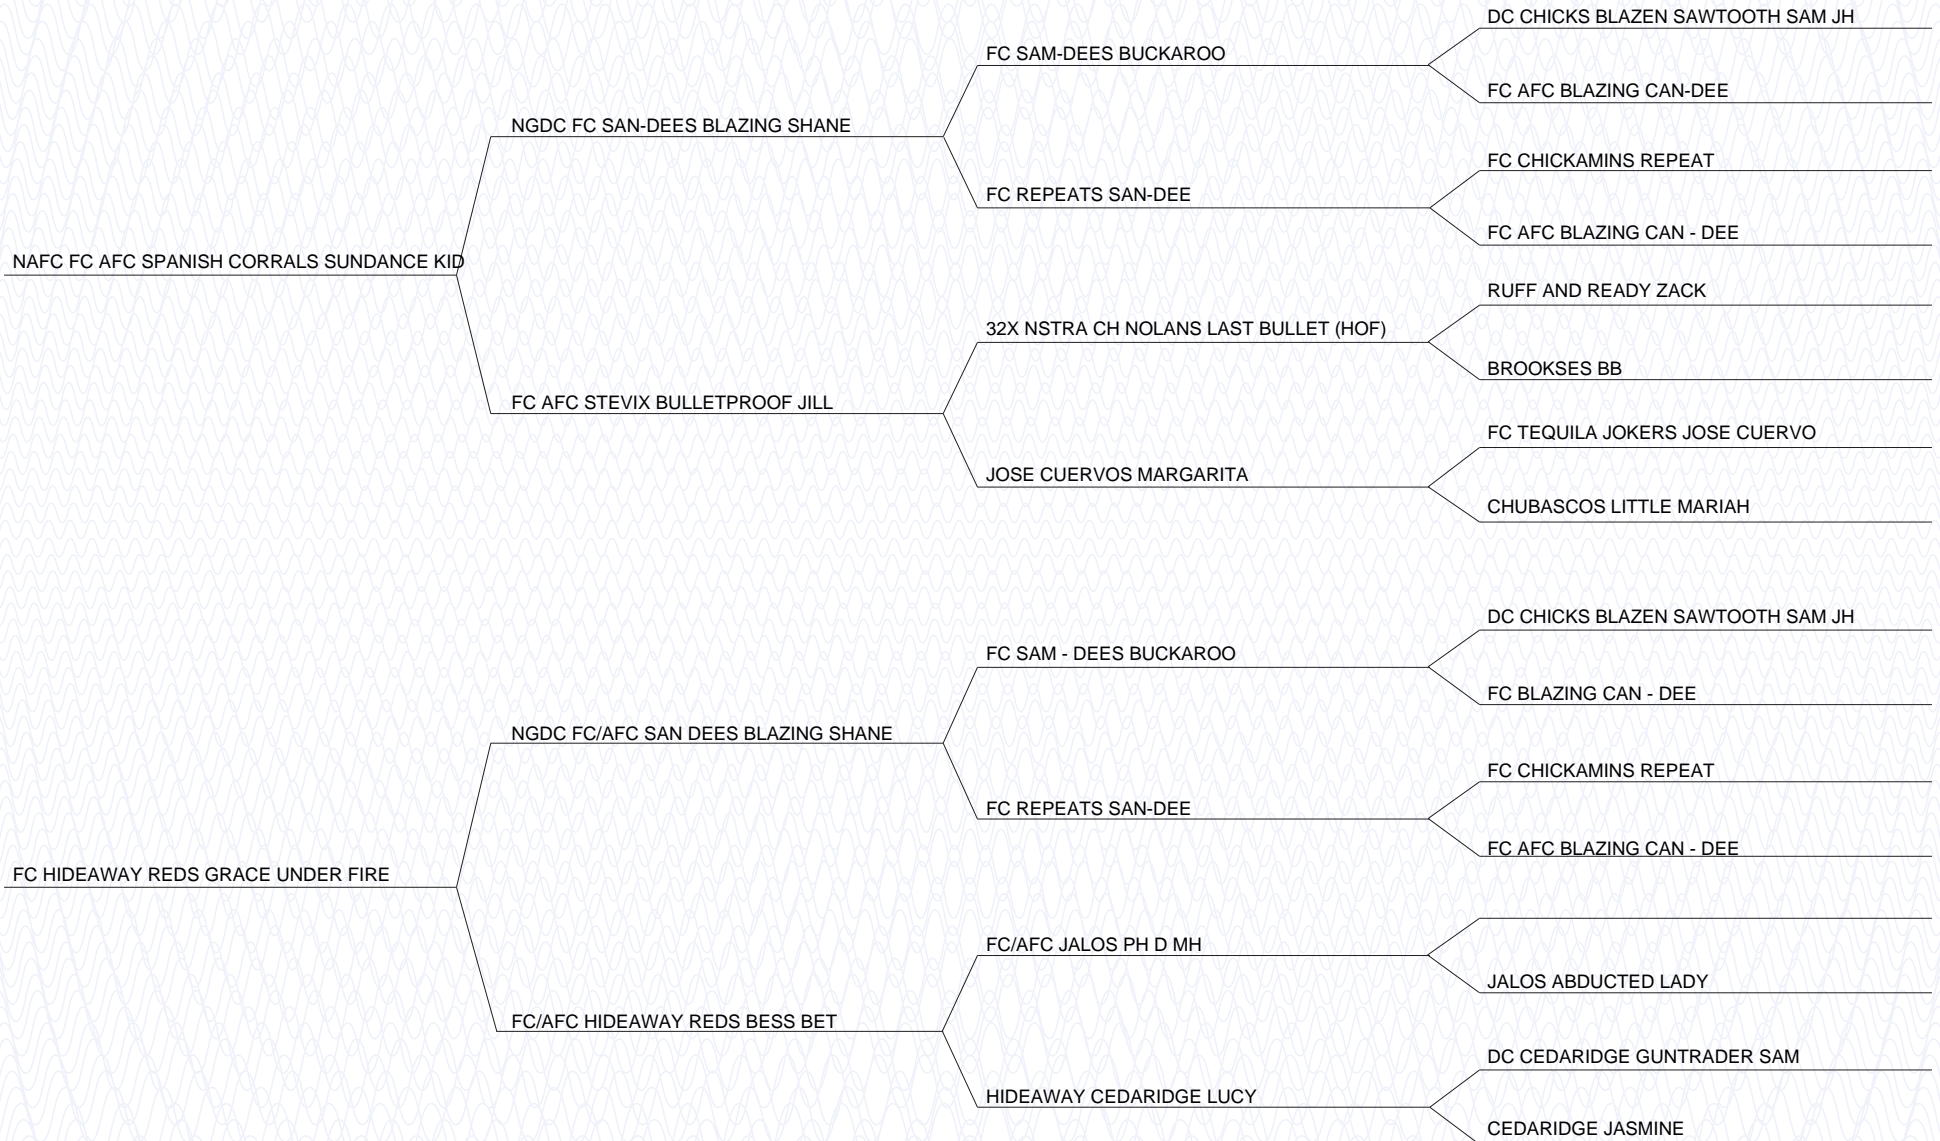 DC CHICKS BLAZEN SAWTOOTH SAM JH
FC SAM-DEES BUCKAROO
FC AFC BLAZING CAN-DEE
NGDC FC SAN-DEES BLAZING SHANE
FC CHICKAMINS REPEAT
FC REPEATS SAN-DEE
FC AFC BLAZING CAN - DEE
NAFC FC AFC SPANISH CORRALS SUNDANCE KID
RUFF AND READY ZACK
32X NSTRA CH NOLANS LAST BULLET (HOF)
BROOKSES BB
FC AFC STEVIX BULLETPROOF JILL
FC TEQUILA JOKERS JOSE CUERVO
JOSE CUERVOS MARGARITA
CHUBASCOS LITTLE MARIAH
DC CHICKS BLAZEN SAWTOOTH SAM JH
FC SAM - DEES BUCKAROO
FC BLAZING CAN - DEE
NGDC FC/AFC SAN DEES BLAZING SHANE
FC CHICKAMINS REPEAT
FC REPEATS SAN-DEE
FC AFC BLAZING CAN - DEE
FC HIDEAWAY REDS GRACE UNDER FIRE
FC/AFC JALOS PH D MH
JALOS ABDUCTED LADY
FC/AFC HIDEAWAY REDS BESS BET
DC CEDARIDGE GUNTRADER SAM
HIDEAWAY CEDARIDGE LUCY
CEDARIDGE JASMINE